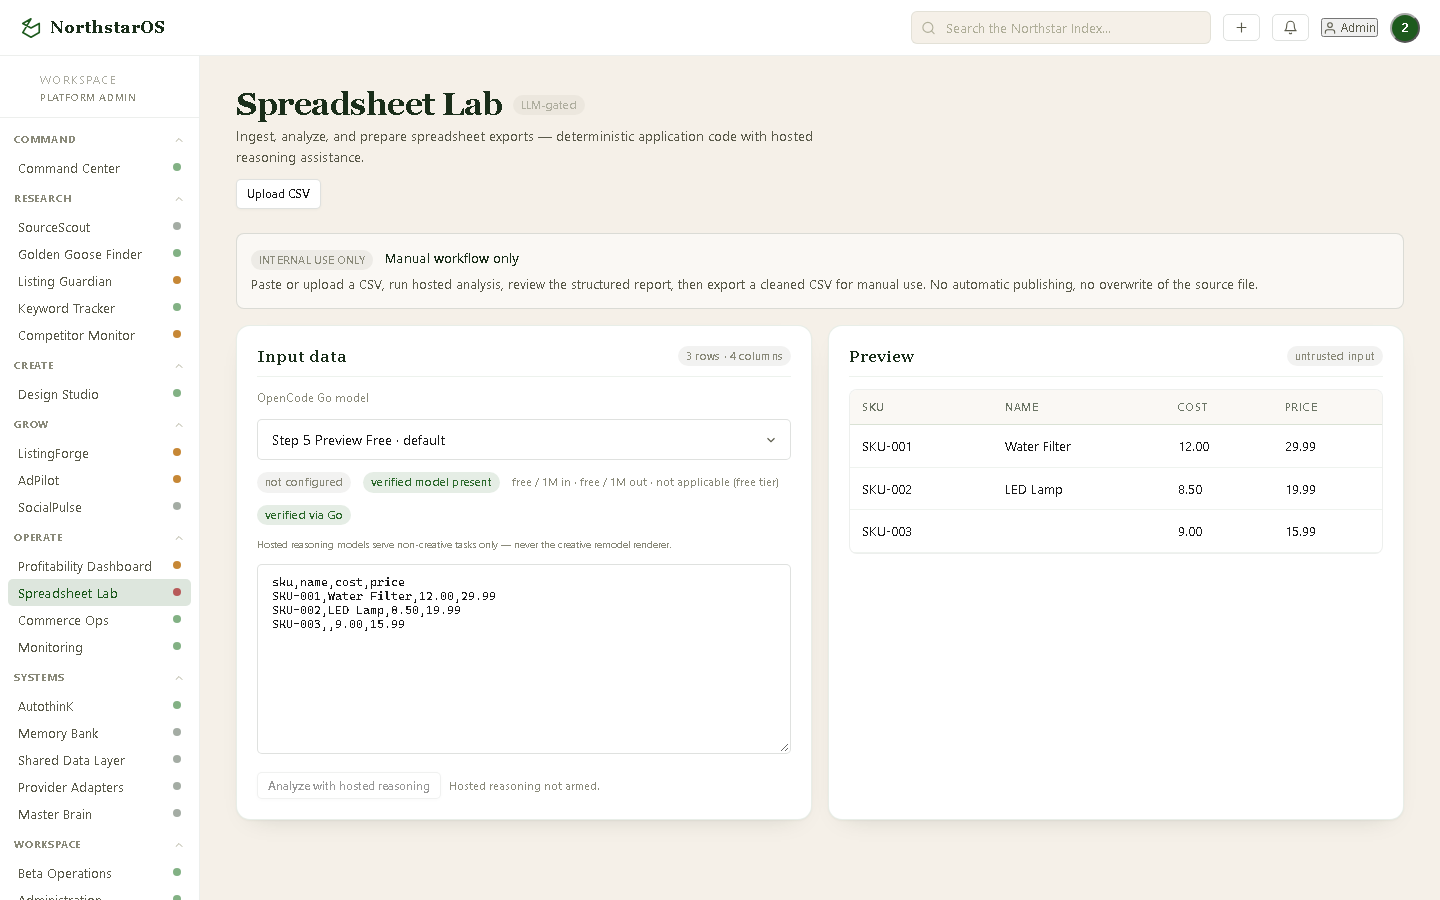 NorthstarOS
Search the Northstar Index...
Admin
2
WORKSPACE
PLATFORM ADMIN
COMMAND
Command Center
RESEARCH
SourceScout
Golden Goose Finder
Listing Guardian
Keyword Tracker
Competitor Monitor
CREATE
Design Studio
GROW
ListingForge
AdPilot
SocialPulse
OPERATE
Profitability Dashboard
Spreadsheet Lab
Commerce Ops
Monitoring
SYSTEMS
AutothinK
Memory Bank
Shared Data Layer
Provider Adapters
Master Brain
WORKSPACE
Beta Operations
Administration
Spreadsheet Lab LLM-gated
Ingest, analyze, and prepare spreadsheet exports — deterministic application code with hosted
reasoning assistance.
Upload CSV
INTERNAL USE ONLY Manual workflow only
Paste or upload a CSV, run hosted analysis, review the structured report, then export a cleaned CSV for manual use. No automatic publishing, no overwrite of the source file.
Input data 3 rows · 4 columns
OpenCode Go model
Step 5 Preview Free · default
not configured verified model present free / 1M in · free / 1M out · not applicable (free tier)
verified via Go
Hosted reasoning models serve non-creative tasks only — never the creative remodel renderer.
sku,name,cost,price
SKU-001,Water Filter,12.00,29.99
SKU-002,LED Lamp,8.50,19.99
SKU-003,,9.00,15.99
Analyze with hosted reasoning Hosted reasoning not armed.
Preview untrusted input
SKU NAME COST PRICE
SKU-001 Water Filter 12.00 29.99
SKU-002 LED Lamp 8.50 19.99
SKU-003 9.00 15.99